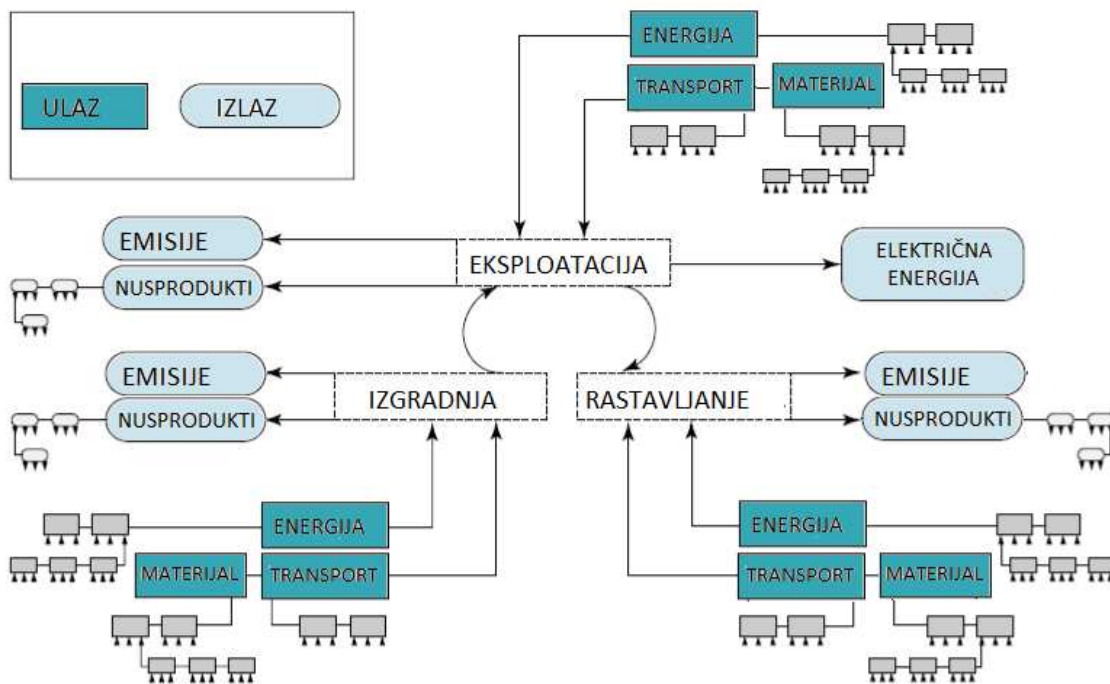 ENERGIJA
TRANSPORT
MATERIJAL
ULAZ
IZLAZ
EMISIJE
NUSPRODUKTI
EKSPLOATACIJA
ELÉKTRIČNA
ENERGIJA
EMISIJE
NUSPRODUKTI
IZGRADNJA
RASTAVLJANJE
EMISIJE
NUSPRODUKTI
ENERGIJA
MATERIJAL
TRANSPORT
ENERGIJA
TRANSPORT
MATERIJAL